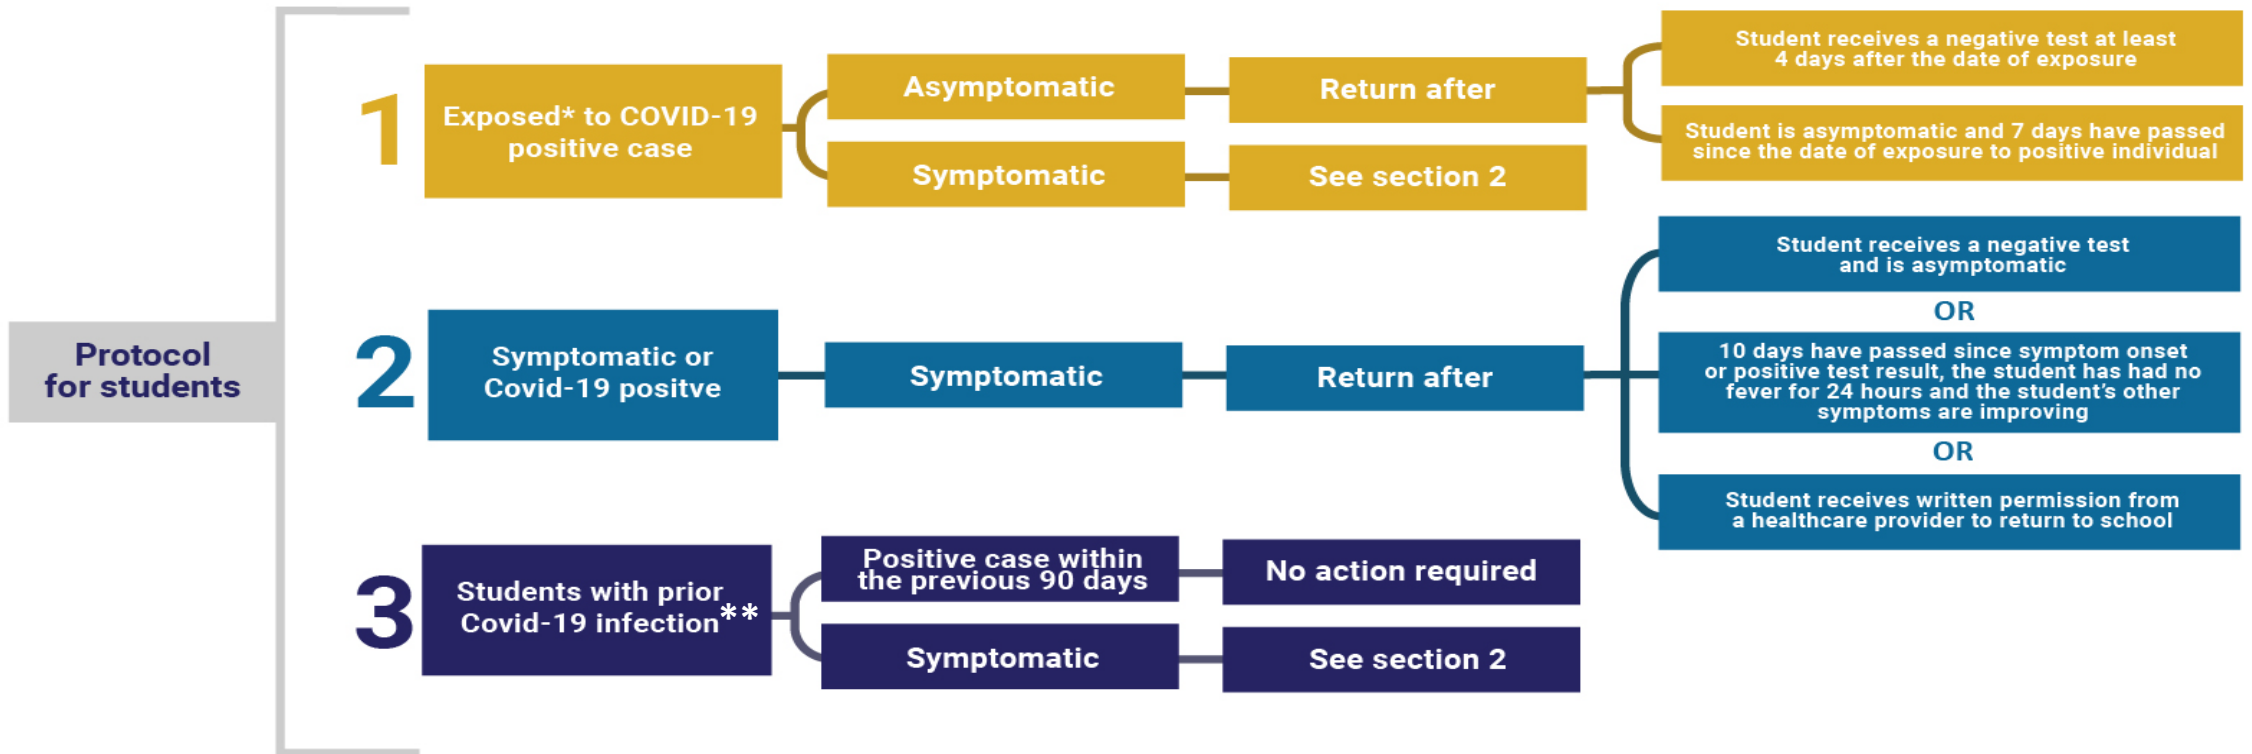 Protocol
for students
1
Exposed* to COVID-19
positive case
Asymptomatic
Return after
Student receives a negative test at least
4 days after the date of exposure
Student is asymptomatic and 7 days have passed
since the date of exposure to positive individual
Symptomatic
See section 2
2
Symptomatic or
Covid-19 positve
Symptomatic
Return after
Student receives a negative test
and is asymptomatic
OR
10 days have passed since symptom onset
or positive test result, the student has had no
fever for 24 hours and the student's other
symptoms are improving
OR
Student receives written permission from
a healthcare provider to return to school
3
Students with prior
Covid-19 infection**
Positive case within
the previous 90 days
No action required
Symptomatic
See section 2